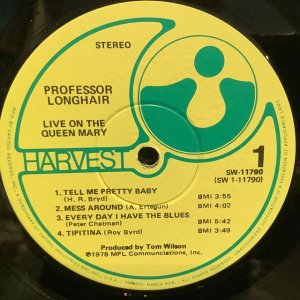 STEREO
PROFESSOR
LONGHAIR
LIVE ON THE
QUEEN MARY
HARVEST
1
SW-11790
(SW 1-11790)
1. TELL ME PRETTY BABY
(H. R. Bryd) BMI 3:55
2. MESS AROUND (A. Ertegun) BMI 4:02
3. EVERY DAY I HAVE THE BLUES
(Peter Chatman) BMI 5:42
4. TIPITINA (Roy Byrd) BMI 3:49
Produced by Tom Wilson
℗1978 MPL Communciations, Inc.